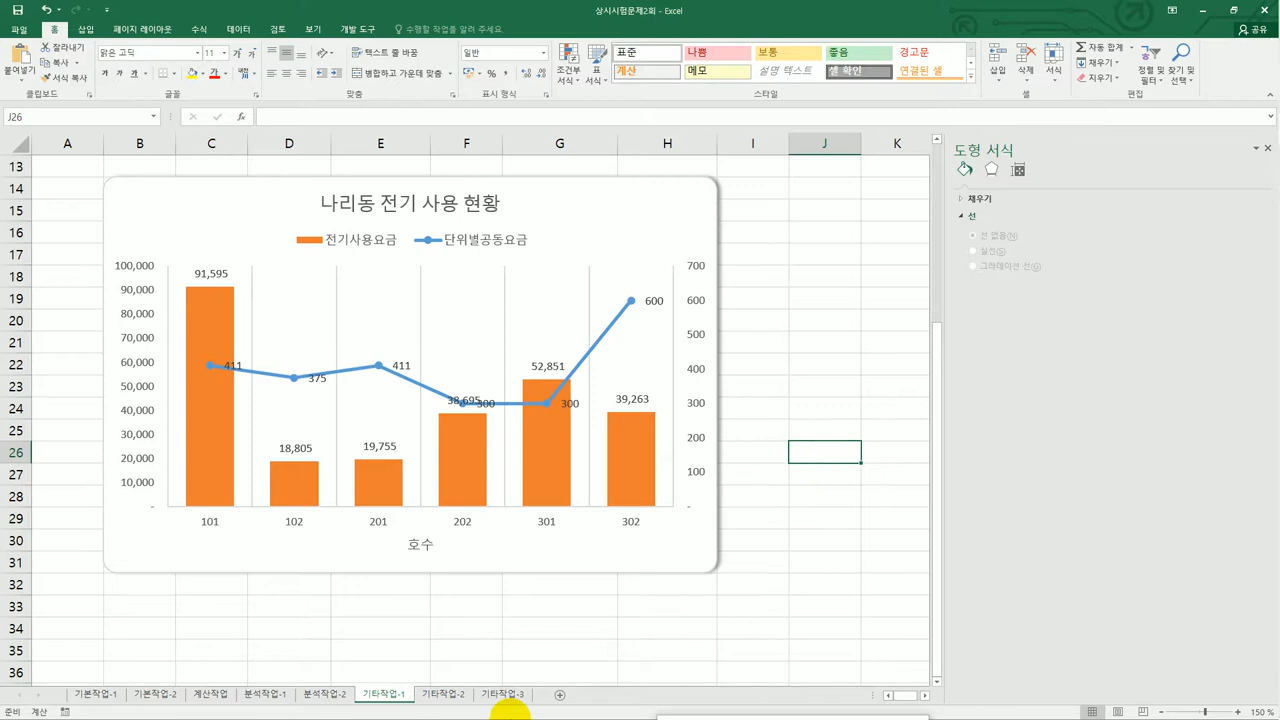 상시시험문제2회 - Excel
파일 홈 삽입 페이지 레이아웃 수식 데이터 검토 보기 개발 도구 수행할 작업을 알려 주세요. 공유
붙여넣기 잘라내기 복사 서식
클립보드
맑은 고딕 11
가 가 가
글꼴
텍스트 줄 바꿈
병합하고 가운데 맞춤
맞춤
일반
%
표시 형식
조건부 서식 표 서식
표준 나쁨 보통 좋음 경고문
계산 메모 설명 텍스트 셀 확인 연결된 셀
스타일
삽입 삭제 서식
셀
자동 합계
채우기
지우기
정렬 및 필터 찾기 및 선택
편집
J26
fx
A B C D E F G H I J K
13
14
15
16
17
18
19
20
21
22
23
24
25
26
27
28
29
30
31
32
33
34
35
36
나리동 전기 사용 현황
전기사용요금 단위별공동요금
100,000
90,000
80,000
70,000
60,000
50,000
40,000
30,000
20,000
10,000
-
91,595
18,805
19,755
38,695
52,851
39,263
411
375
411
300
300
600
700
600
500
400
300
200
100
-
101 102 201 202 301 302
호수
도형 서식
채우기
선
선 없음(N)
실선(S)
그라데이션 선(G)
기본작업-1 기본작업-2 계산작업 분석작업-1 분석작업-2 기타작업-1 기타작업-2 기타작업-3
준비 계산
150 %